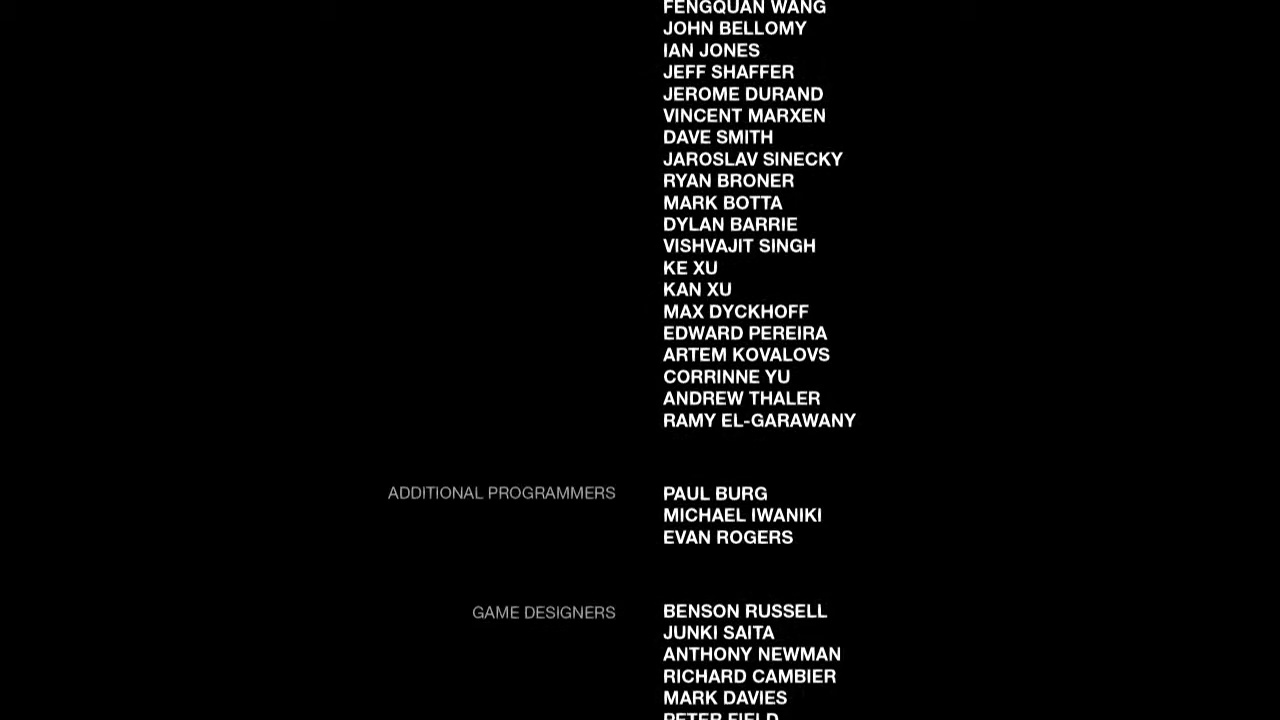 FENGQUAN WANG
JOHN BELLOMY
IAN JONES
JEFF SHAFFER
JEROME DURAND
VINCENT MARXEN
DAVE SMITH
JAROSLAV SINECKY
RYAN BRONER
MARK BOTTA
DYLAN BARRIE
VISHVAJIT SINGH
KE XU
KAN XU
MAX DYCKHOFF
EDWARD PEREIRA
ARTEM KOVALOVS
CORRINNE YU
ANDREW THALER
RAMY EL-GARAWANY
ADDITIONAL PROGRAMMERS PAUL BURG
MICHAEL IWANIKI
EVAN ROGERS
GAME DESIGNERS BENSON RUSSELL
JUNKI SAITA
ANTHONY NEWMAN
RICHARD CAMBIER
MARK DAVIES
PETER FIELD